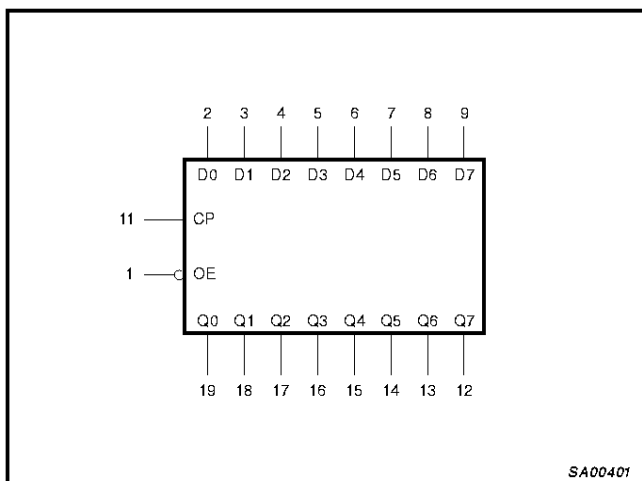 2 3 4 5 6 7 8 9
D0 D1 D2 D3 D4 D5 D6 D7
11 CP
1 OE
Q0 Q1 Q2 Q3 Q4 Q5 Q6 Q7
19 18 17 16 15 14 13 12
SA00401